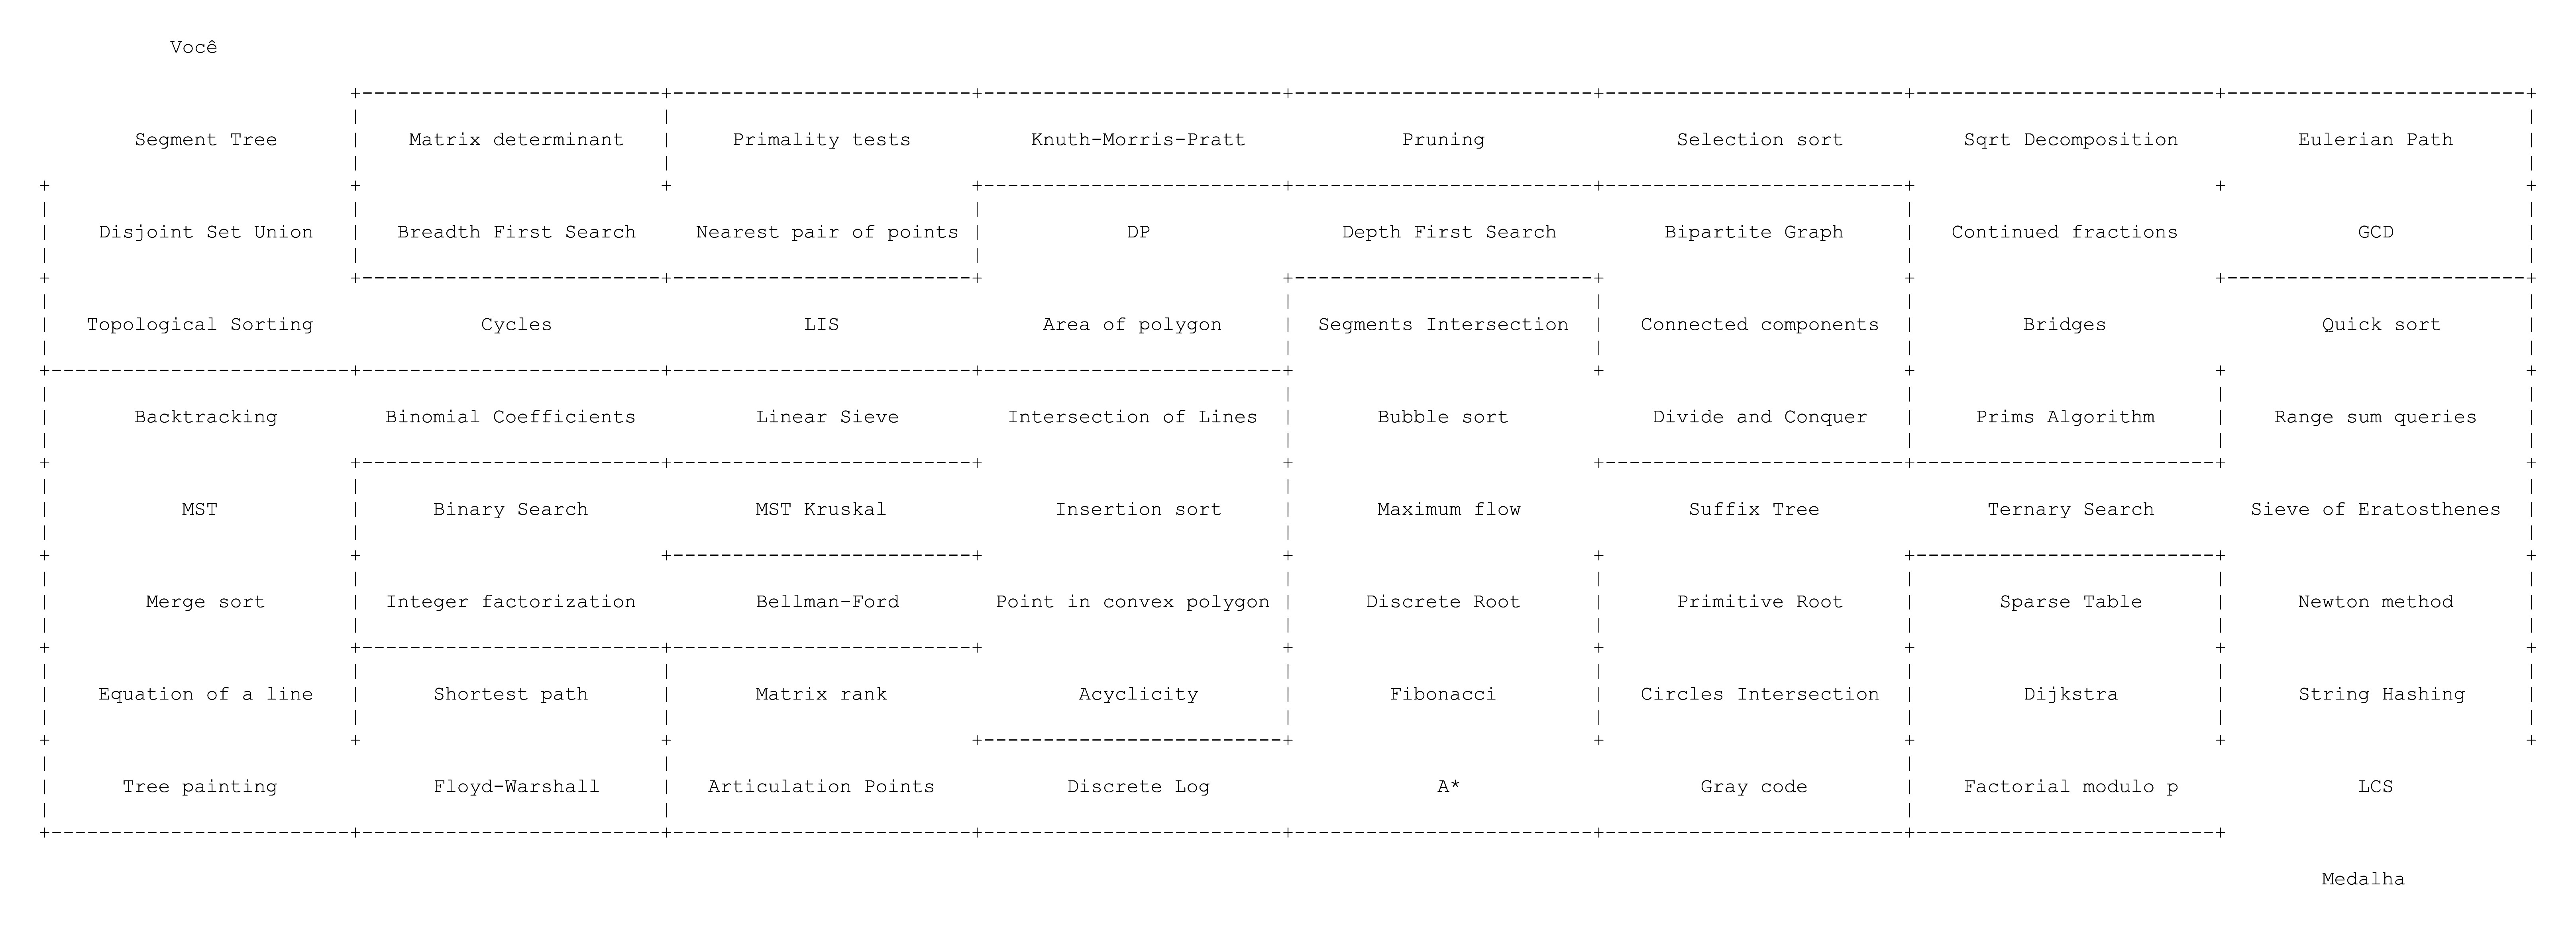 Você
Segment Tree Matrix determinant Primality tests Knuth-Morris-Pratt Pruning Selection sort Sqrt Decomposition Eulerian Path
Disjoint Set Union Breadth First Search Nearest pair of points DP Depth First Search Bipartite Graph Continued fractions GCD
Topological Sorting Cycles LIS Area of polygon Segments Intersection Connected components Bridges Quick sort
Backtracking Binomial Coefficients Linear Sieve Intersection of Lines Bubble sort Divide and Conquer Prims Algorithm Range sum queries
MST Binary Search MST Kruskal Insertion sort Maximum flow Suffix Tree Ternary Search Sieve of Eratosthenes
Merge sort Integer factorization Bellman-Ford Point in convex polygon Discrete Root Primitive Root Sparse Table Newton method
Equation of a line Shortest path Matrix rank Acyclicity Fibonacci Circles Intersection Dijkstra String Hashing
Tree painting Floyd-Warshall Articulation Points Discrete Log A* Gray code Factorial modulo p LCS
Medalha